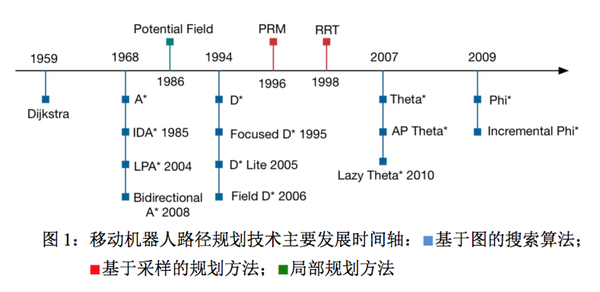 Potential Field PRM RRT
1959 1968 1994 2007 2009
1986 1996 1998
Dijkstra A* D* Theta* Phi*
IDA* 1985 Focused D* 1995 AP Theta* Incremental Phi*
LPA* 2004 D* Lite 2005 Lazy Theta* 2010
Bidirectional Field D* 2006
A* 2008
图 1：移动机器人路径规划技术主要发展时间轴：基于图的搜索算法；
基于采样的规划方法；局部规划方法